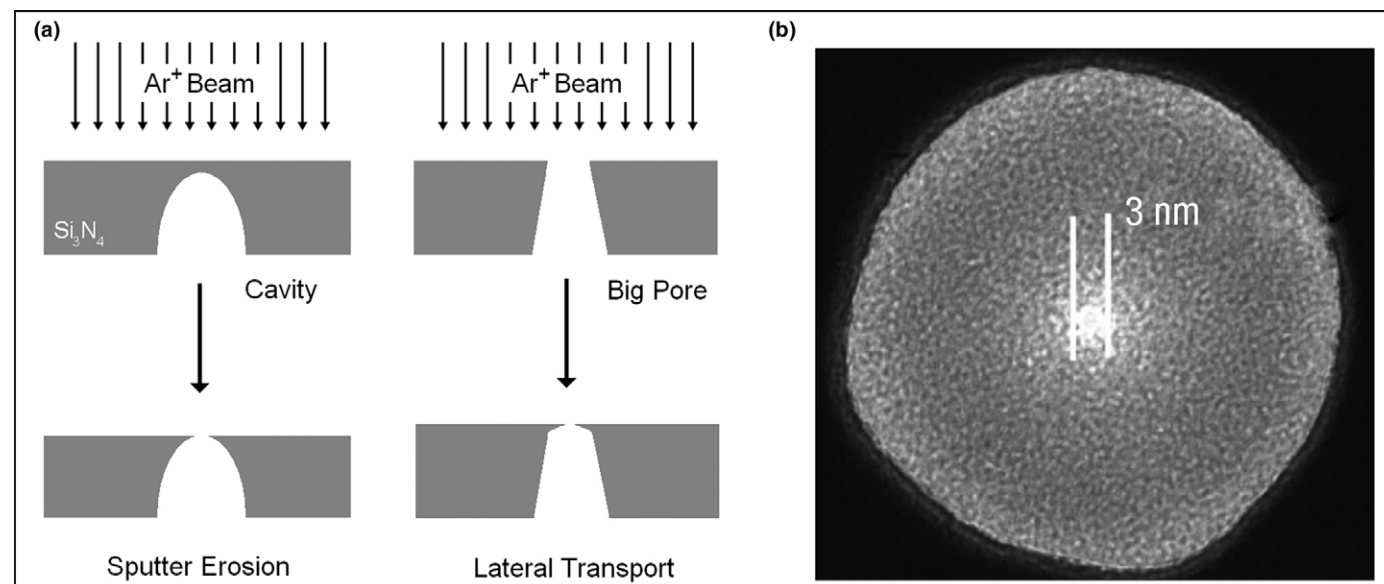 (a)
Ar⁺ Beam
Ar⁺ Beam
Si₃N₄
Cavity
Big Pore
Sputter Erosion
Lateral Transport
(b)
3 nm